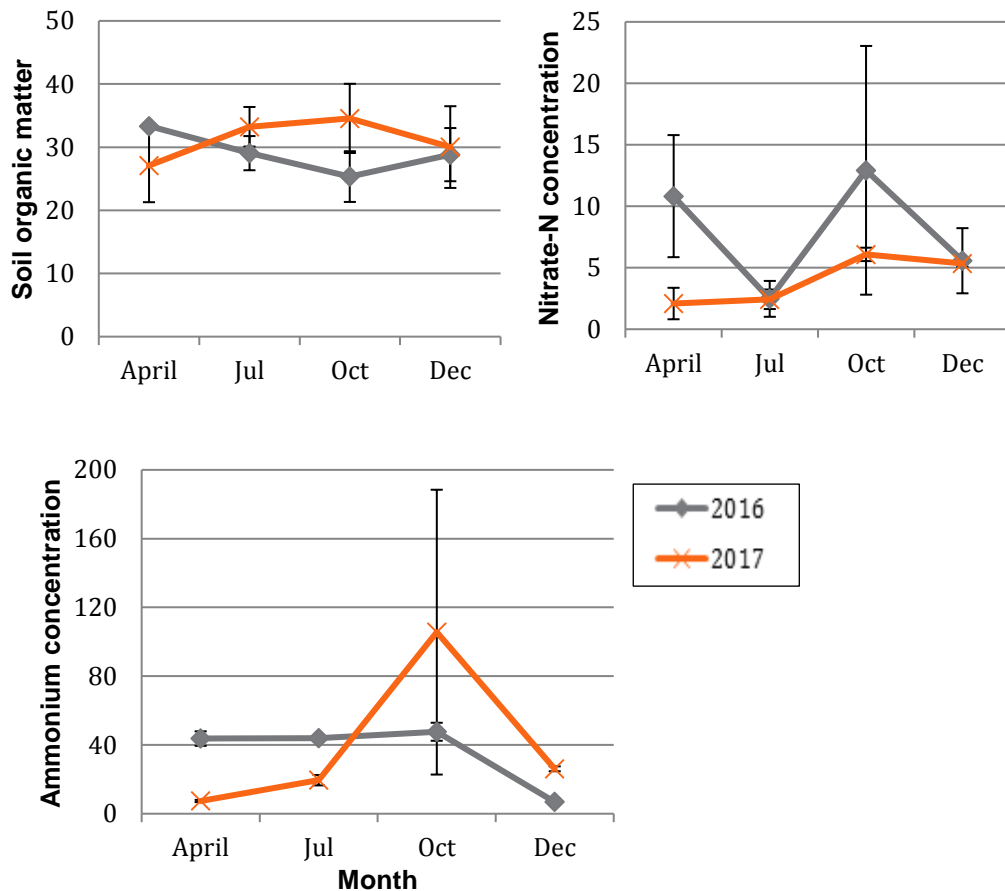 Soil organic matter
50
40
30
20
10
0
April Jul Oct Dec
Nitrate-N concentration
25
20
15
10
5
0
April Jul Oct Dec
Ammonium concentration
200
160
120
80
40
0
April Jul Oct Dec
Month
2016
2017